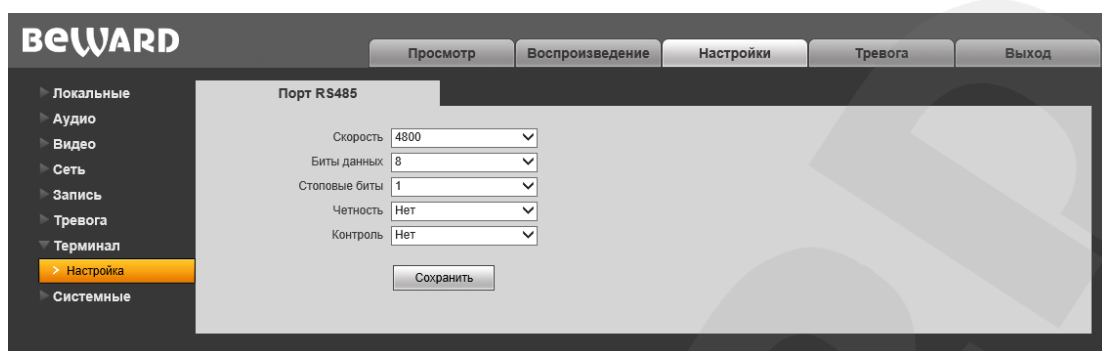 BEWARD
Просмотр Воспроизведение Настройки Тревога Выход
Локальные
Аудио
Видео
Сеть
Запись
Тревога
Терминал
> Настройка
Системные
Порт RS485
Скорость 4800
Биты данных 8
Стоповые биты 1
Четность Нет
Контроль Нет
Сохранить